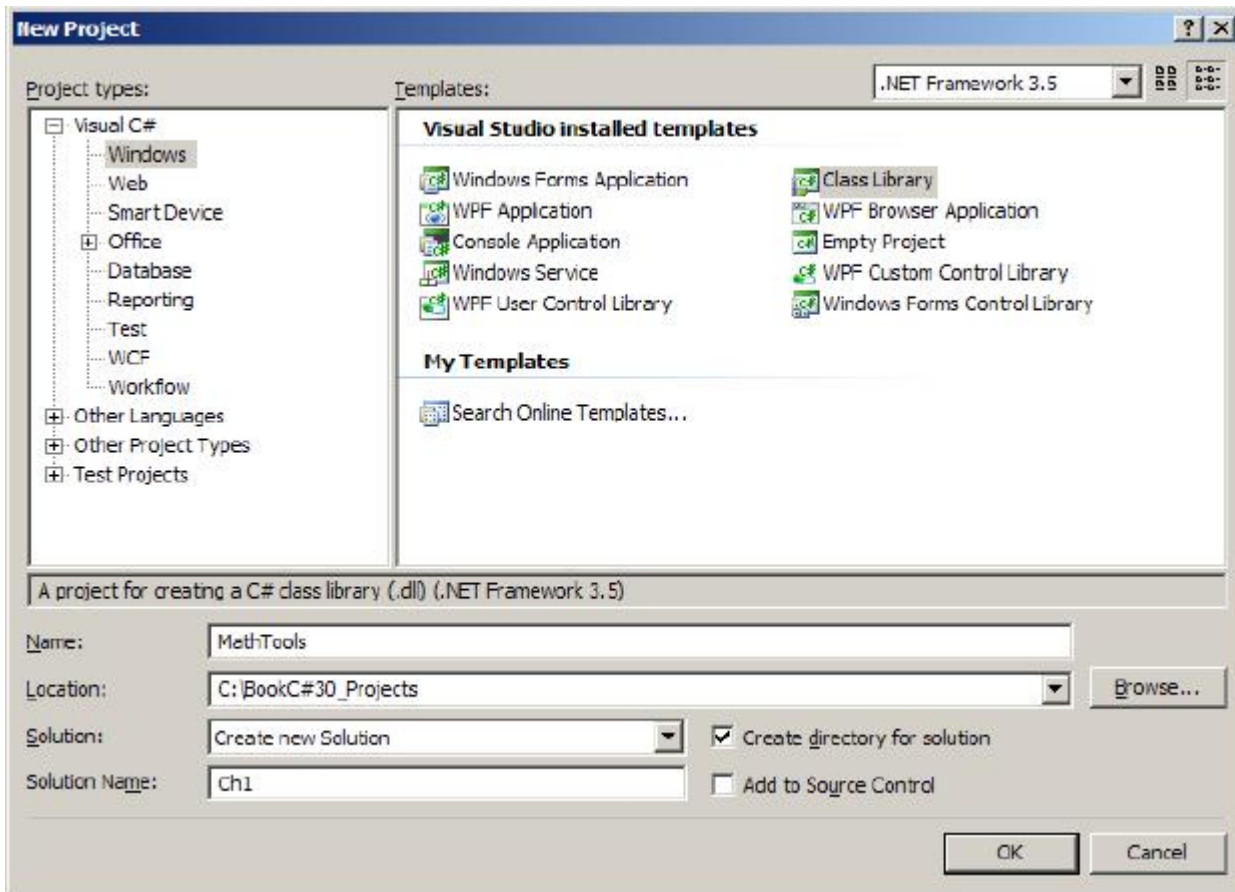 New Project
Project types:
Templates:
.NET Framework 3.5
Visual C#
Windows
Web
Smart Device
Office
Database
Reporting
Test
WCF
Workflow
Other Languages
Other Project Types
Test Projects
Visual Studio installed templates
Windows Forms Application
Class Library
WPF Application
WPF Browser Application
Console Application
Empty Project
Windows Service
WPF Custom Control Library
WPF User Control Library
Windows Forms Control Library
My Templates
Search Online Templates...
A project for creating a C# class library (.dll) (.NET Framework 3.5)
Name:
MathTools
Location:
C:\BookC#30_Projects
Browse...
Solution:
Create new Solution
Create directory for solution
Solution Name:
Ch1
Add to Source Control
OK
Cancel